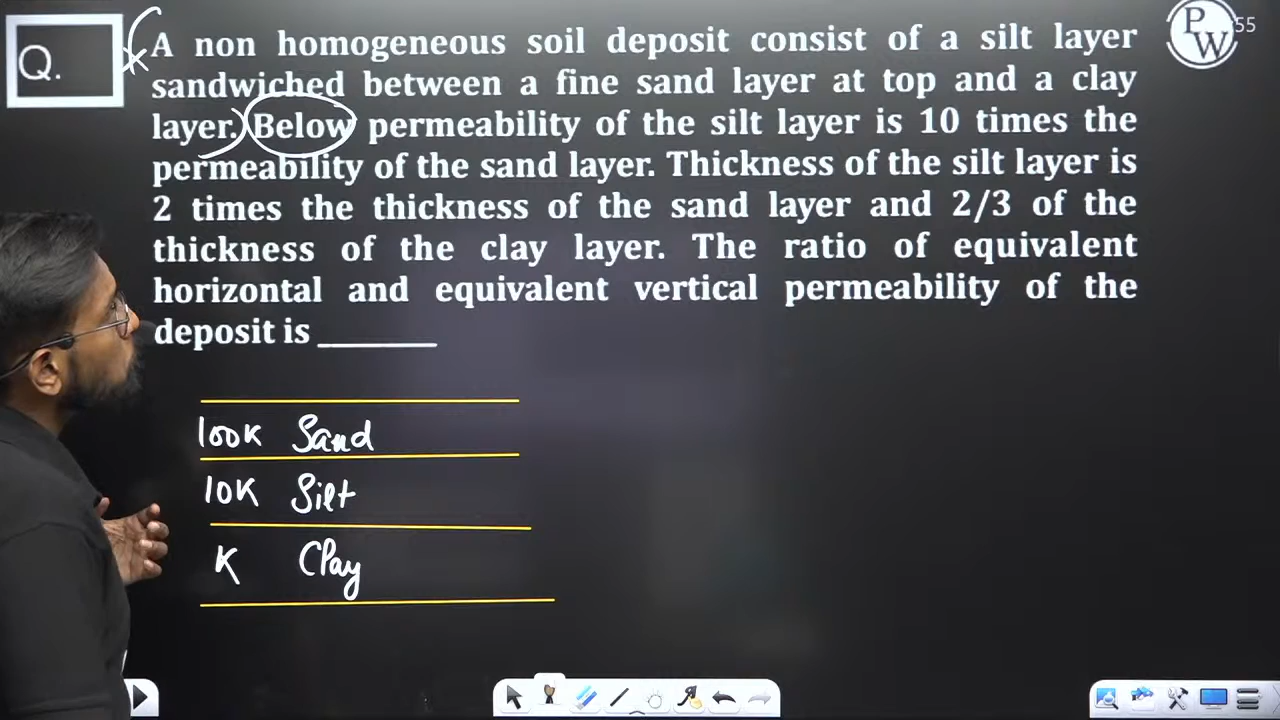 PW
55
Q.
A non homogeneous soil deposit consist of a silt layer
sandwiched between a fine sand layer at top and a clay
layer. Below permeability of the silt layer is 10 times the
permeability of the sand layer. Thickness of the silt layer is
2 times the thickness of the sand layer and 2/3 of the
thickness of the clay layer. The ratio of equivalent
horizontal and equivalent vertical permeability of the
deposit is ________
100K Sand
10K Silt
K Clay